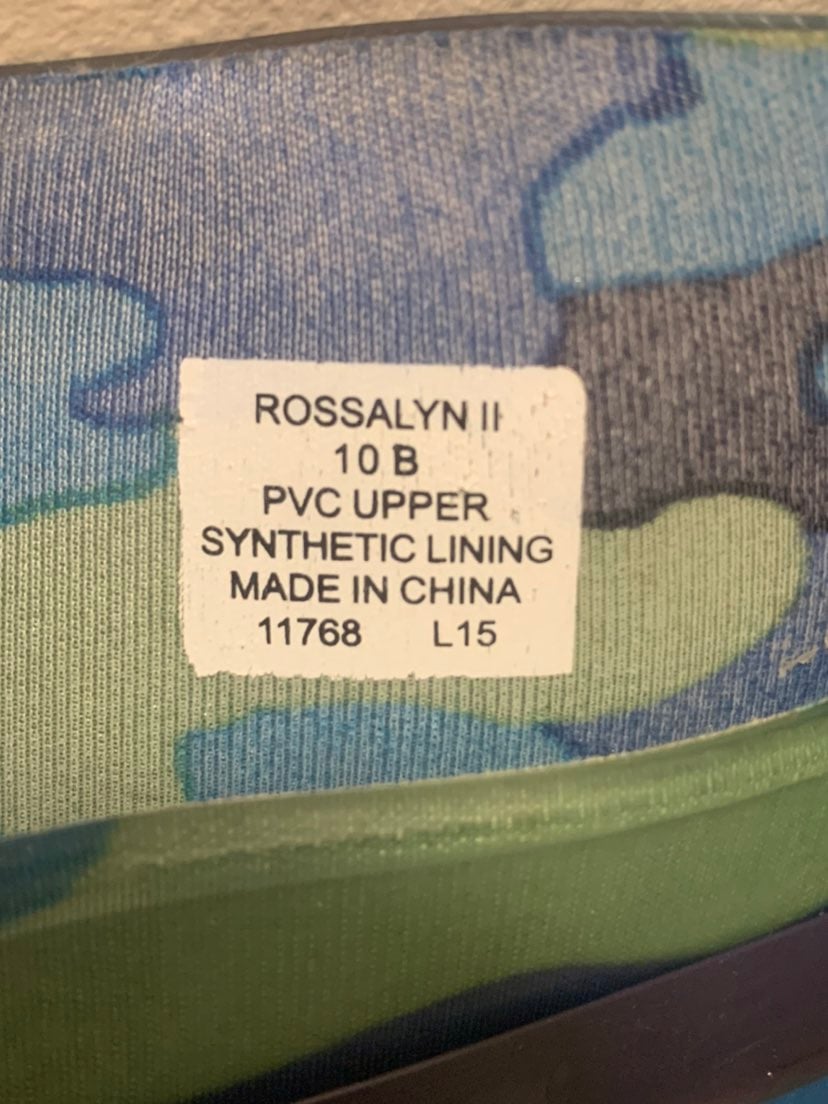 ROSSALYN II
10 B
PVC UPPER
SYNTHETIC LINING
MADE IN CHINA
11768 L15